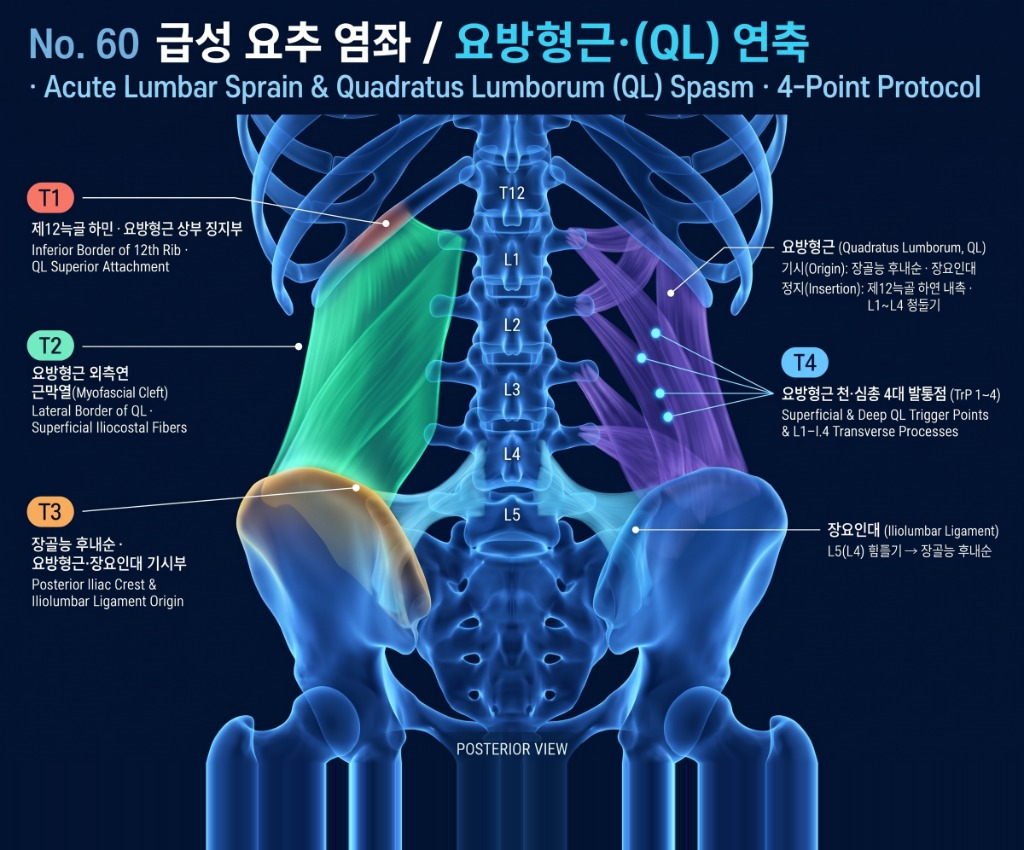 No. 60 급성 요추 염좌 / 요방형근·(QL) 연축
· Acute Lumbar Sprain & Quadratus Lumborum (QL) Spasm · 4-Point Protocol
T1
제12늑골 하민 · 요방형근 상부 징지부
Inferior Border of 12th Rib ·
QL Superior Attachment
T2
요방형근 외측연
근막열(Myofascial Cleft)
Lateral Border of QL ·
Superficial Iliocostal Fibers
T3
장골능 후내순 ·
요방형근·장요인대 기시부
Posterior Iliac Crest &
Iliolumbar Ligament Origin
T12
L1
L2
L3
L4
L5
요방형근 (Quadratus Lumborum, QL)
기시(Origin): 장골능 후내순 · 장요인대
정지(Insertion): 제12늑골 하연 내측 ·
L1~L4 청둘기
T4
요방형근 천·심총 4대 발통점 (TrP 1–4)
Superficial & Deep QL Trigger Points
& L1–I.4 Transverse Processes
장요인대 (Iliolumbar Ligament)
L5(L4) 힘틀기 → 장골능 후내순
POSTERIOR VIEW